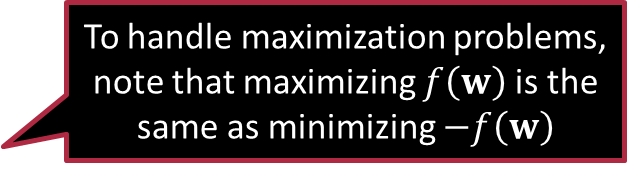 To handle maximization problems,
note that maximizing f(𝐰) is the
same as minimizing −f(𝐰)